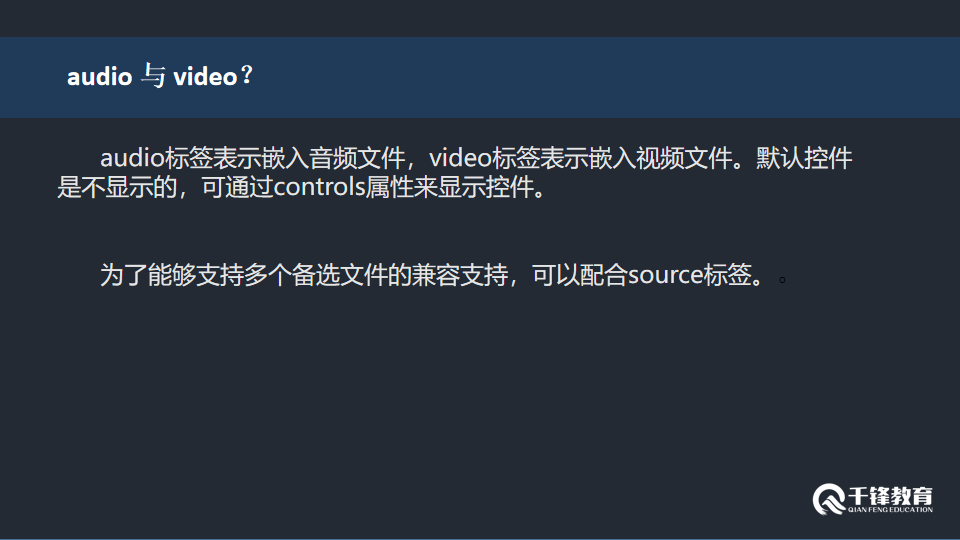 audio 与 video？
audio标签表示嵌入音频文件，video标签表示嵌入视频文件。默认控件
是不显示的，可通过controls属性来显示控件。
为了能够支持多个备选文件的兼容支持，可以配合source标签。 。
千锋教育
QIAN FENG EDUCATION